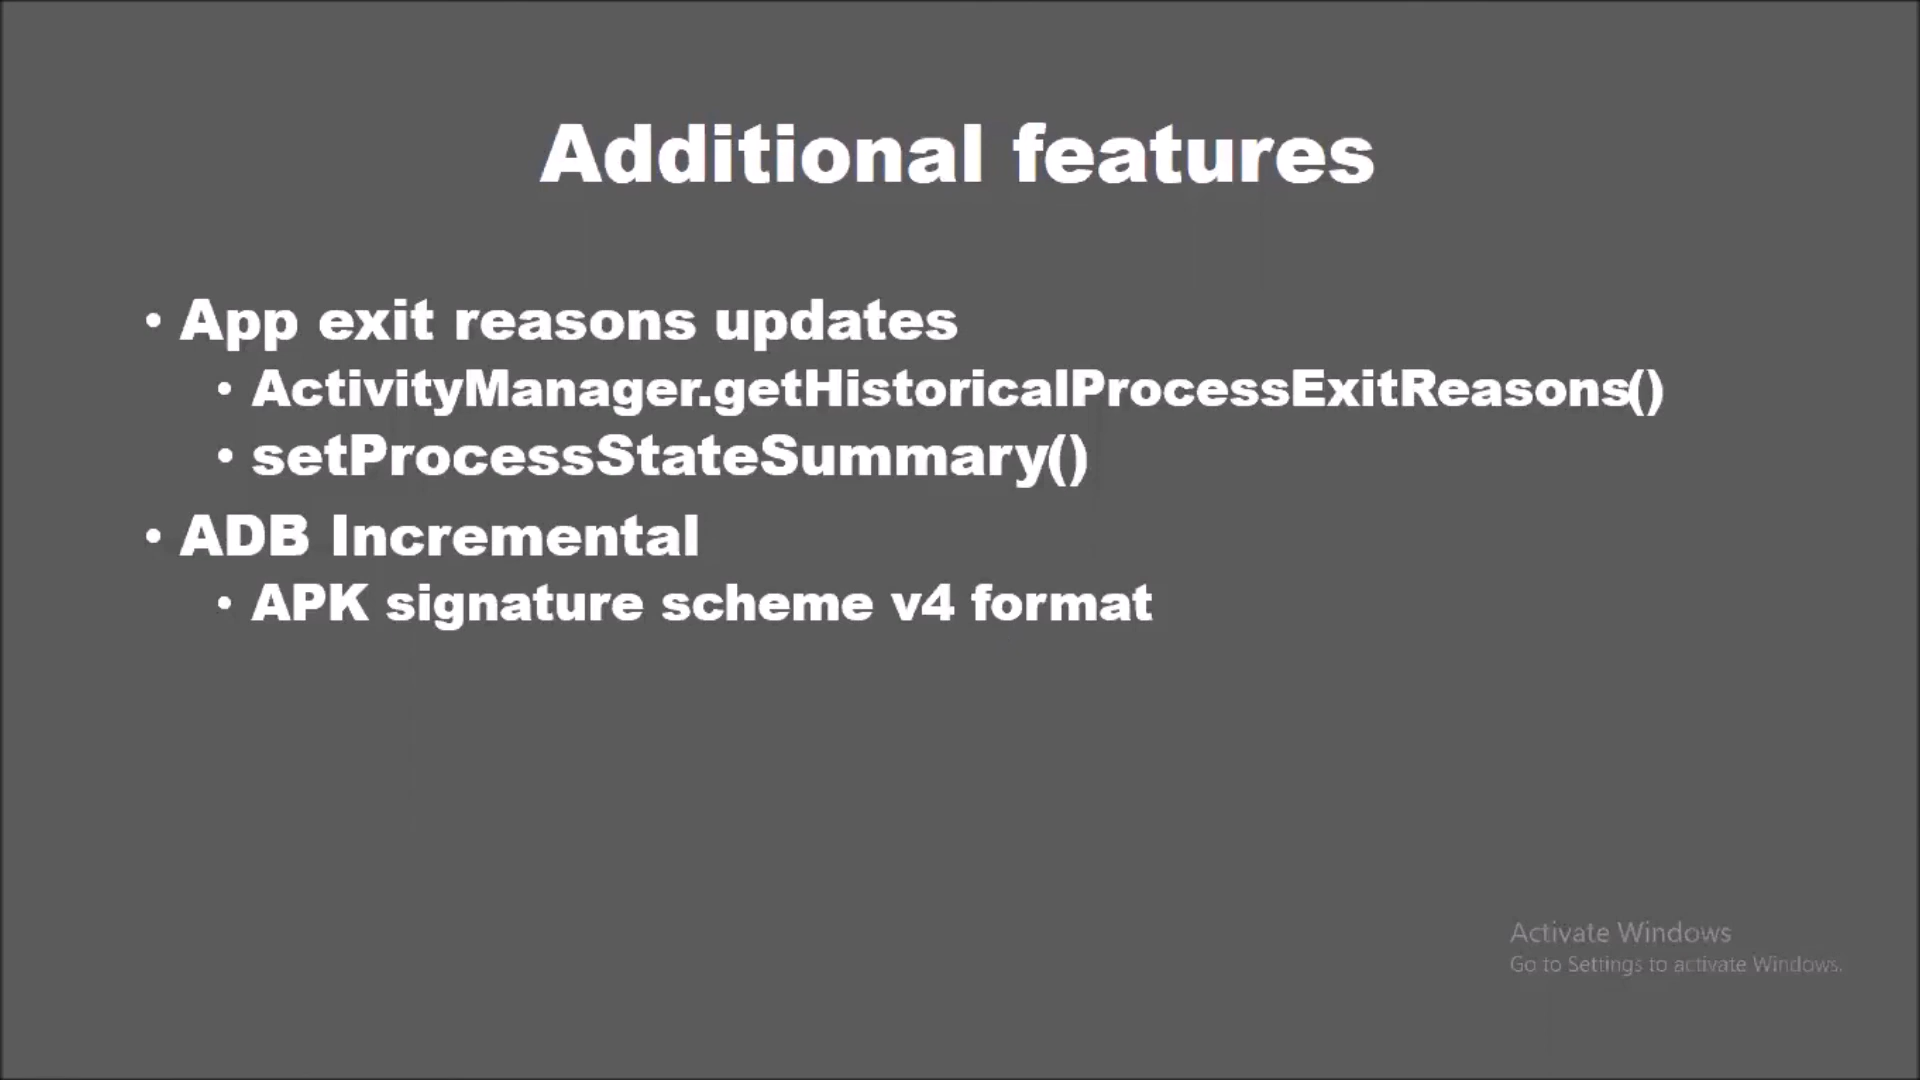 Additional features
• App exit reasons updates
• ActivityManager.getHistoricalProcessExitReasons()
• setProcessStateSummary()
• ADB Incremental
• APK signature scheme v4 format
Activate Windows
Go to Settings to activate Windows.